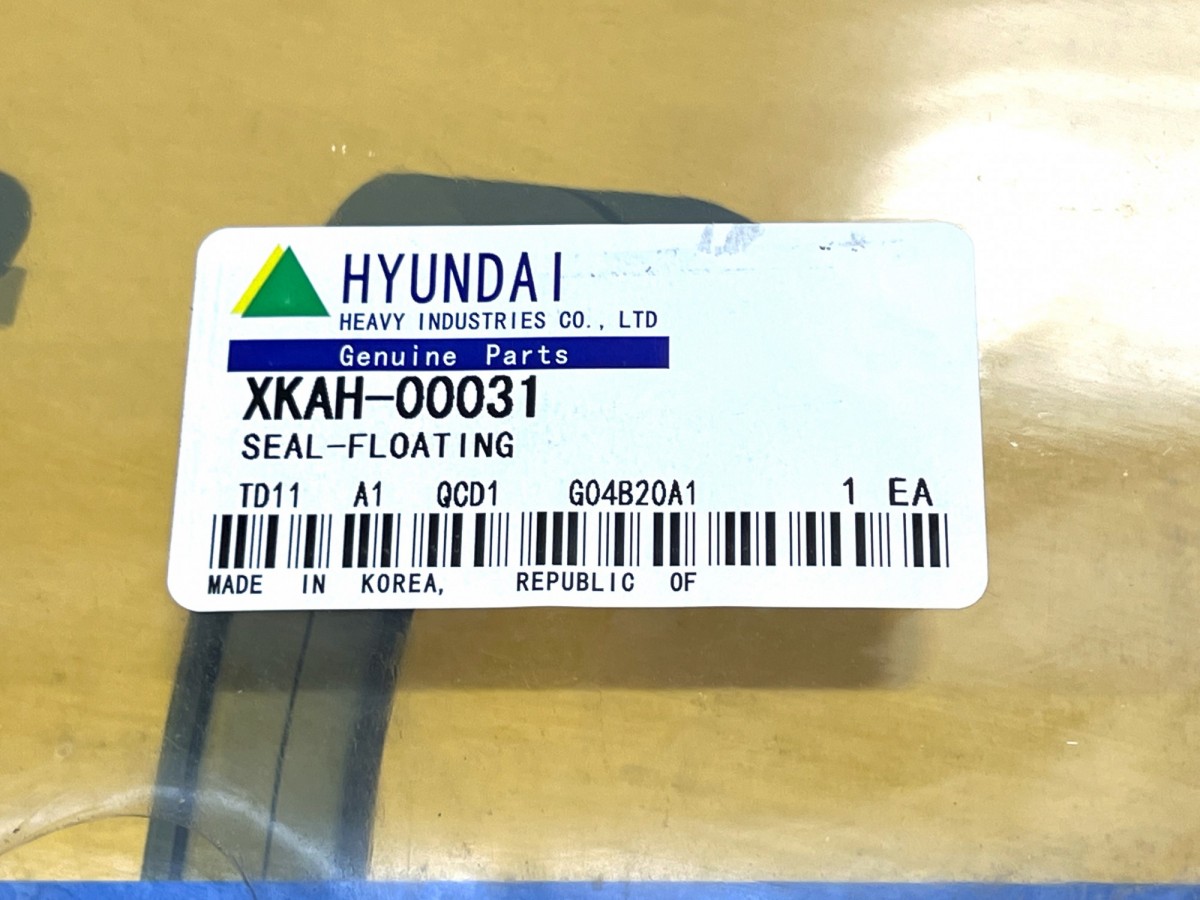 HYUNDAI
HEAVY INDUSTRIES CO., LTD
Genuine Parts
XKAH-00031
SEAL-FLOATING
TD11 A1 QCD1 G04B20A1 1 EA
MADE IN KOREA, REPUBLIC OF